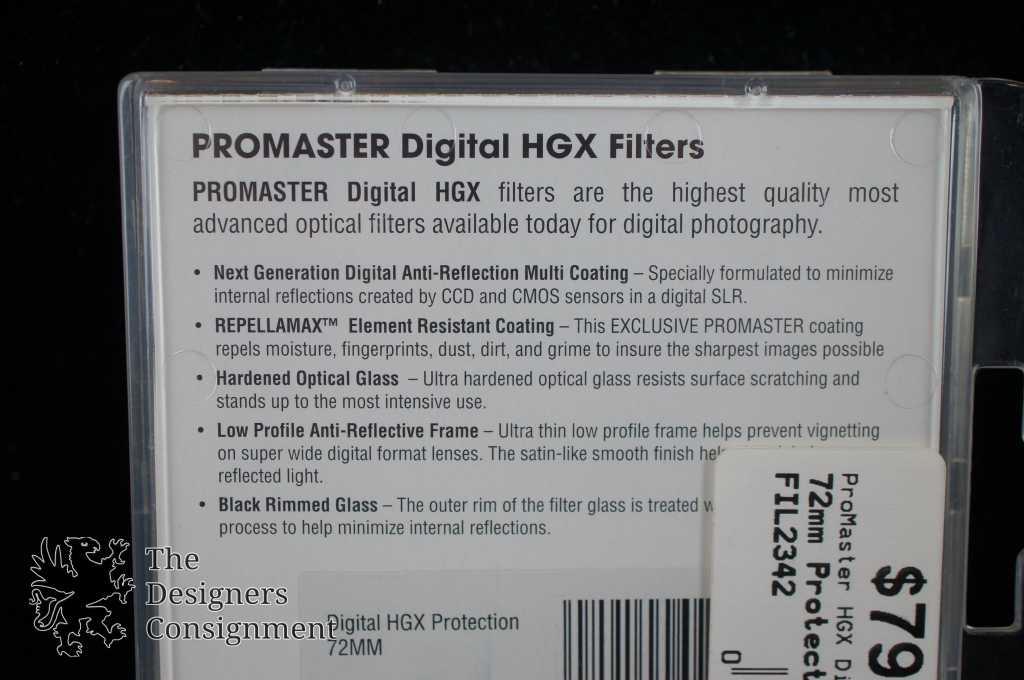 PROMASTER Digital HGX Filters
PROMASTER Digital HGX filters are the highest quality most
advanced optical filters available today for digital photography.
• Next Generation Digital Anti-Reflection Multi Coating – Specially formulated to minimize
internal reflections created by CCD and CMOS sensors in a digital SLR.
• REPELLAMAX™ Element Resistant Coating – This EXCLUSIVE PROMASTER coating
repels moisture, fingerprints, dust, dirt, and grime to insure the sharpest images possible
• Hardened Optical Glass – Ultra hardened optical glass resists surface scratching and
stands up to the most intensive use.
• Low Profile Anti-Reflective Frame – Ultra thin low profile frame helps prevent vignetting
on super wide digital format lenses. The satin-like smooth finish
reflected light.
• Black Rimmed Glass – The outer rim of the filter glass is treated
process to help minimize internal reflections.
Digital HGX Protection
72MM
ProMaster HGX Di
72mm Protect
FIL2342
$79
0
The
Designers
Consignment